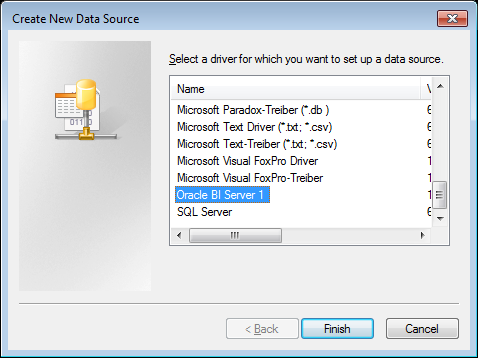 Create New Data Source
Select a driver for which you want to set up a data source.
Name V
Microsoft Paradox-Treiber (*.db ) 6
Microsoft Text Driver (*.txt; *.csv) 6
Microsoft Text-Treiber (*.txt; *.csv) 6
Microsoft Visual FoxPro Driver 1
Microsoft Visual FoxPro-Treiber 1
Oracle BI Server 1 1
SQL Server 6
< Back Finish Cancel